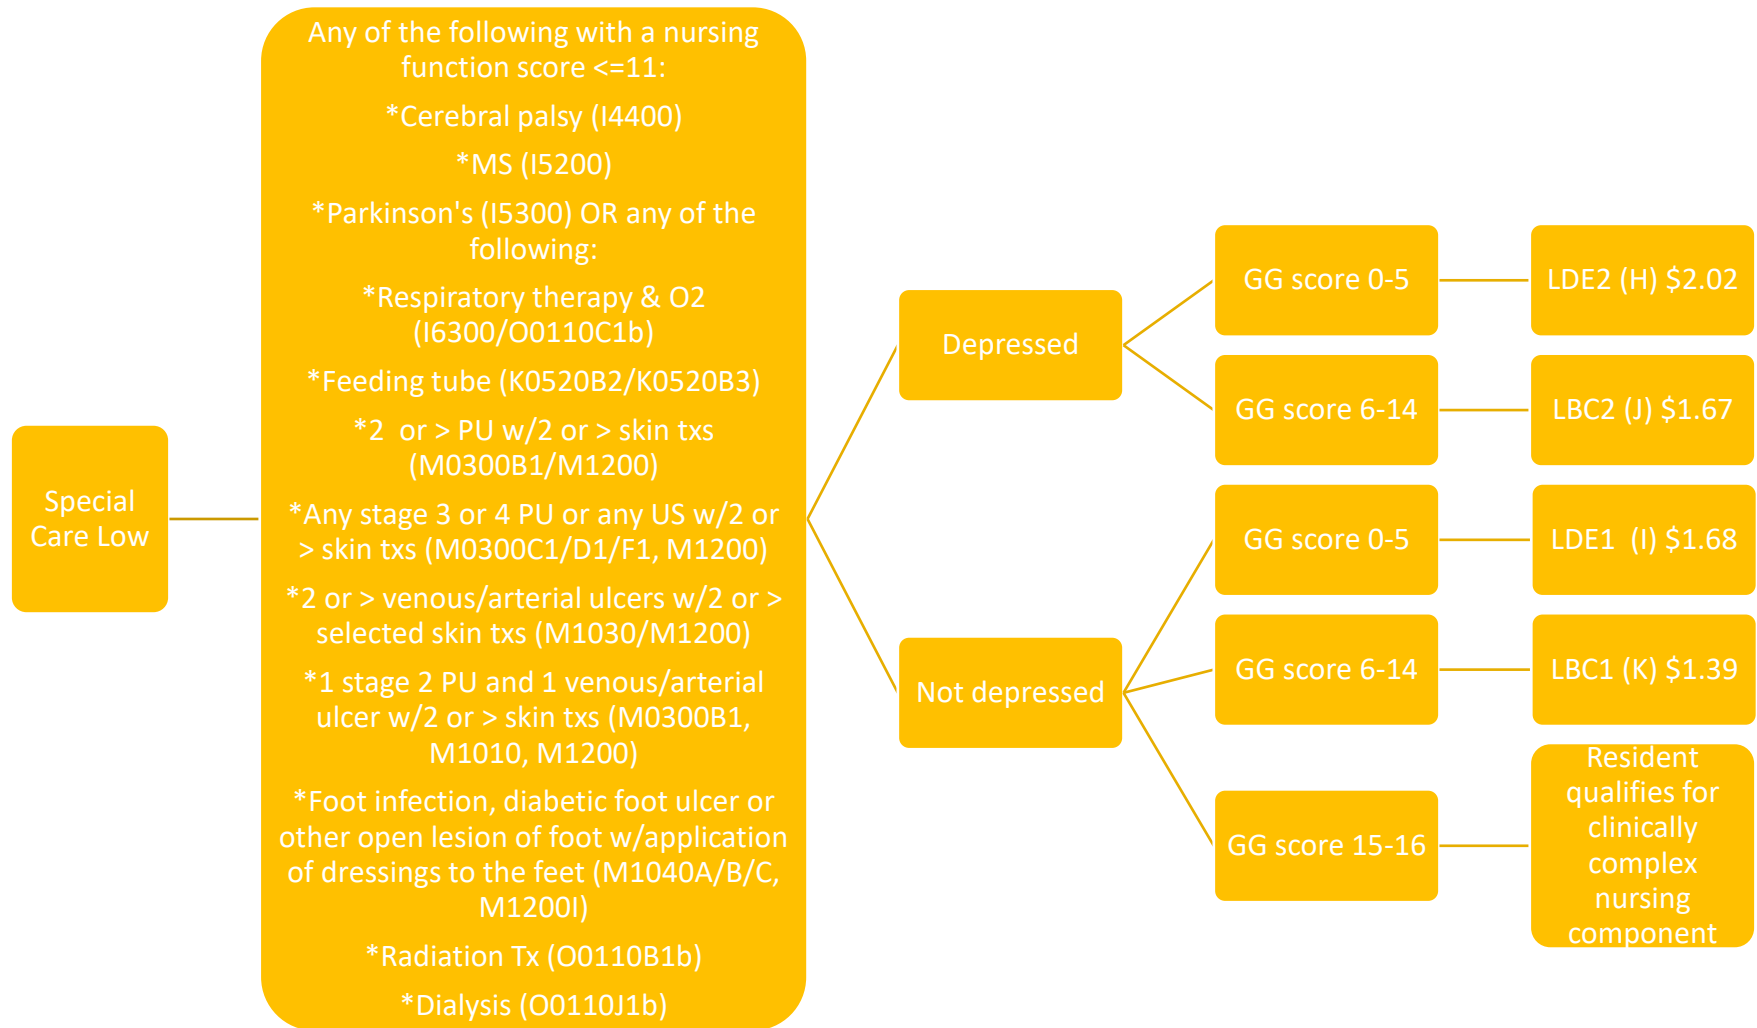 Special
Care Low
Any of the following with a nursing
function score <=11:
*Cerebral palsy (I4400)
*MS (I5200)
*Parkinson's (I5300) OR any of the
following:
*Respiratory therapy & O2
(I6300/O0110C1b)
*Feeding tube (K0520B2/K0520B3)
*2  or > PU w/2 or > skin txs
(M0300B1/M1200)
*Any stage 3 or 4 PU or any US w/2 or
> skin txs (M0300C1/D1/F1, M1200)
*2 or > venous/arterial ulcers w/2 or >
selected skin txs (M1030/M1200)
*1 stage 2 PU and 1 venous/arterial
ulcer w/2 or > skin txs (M0300B1,
M1010, M1200)
*Foot infection, diabetic foot ulcer or
other open lesion of foot w/application
of dressings to the feet (M1040A/B/C,
M1200I)
*Radiation Tx (O0110B1b)
*Dialysis (O0110J1b)
Depressed
GG score 0-5
LDE2 (H) $2.02
GG score 6-14
LBC2 (J) $1.67
Not depressed
GG score 0-5
LDE1  (I) $1.68
GG score 6-14
LBC1 (K) $1.39
GG score 15-16
Resident
qualifies for
clinically
complex
nursing
component